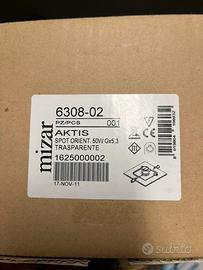 mizar
6308-02
PZ/PCS 001
AKTIS
SPOT ORIENT. 50W Gx5,3
TRASPARENTE
1625000002
17-NOV-11
subito